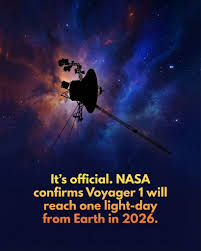 It's official. NASA
confirms Voyager 1 will
reach one light-day
from Earth in 2026.